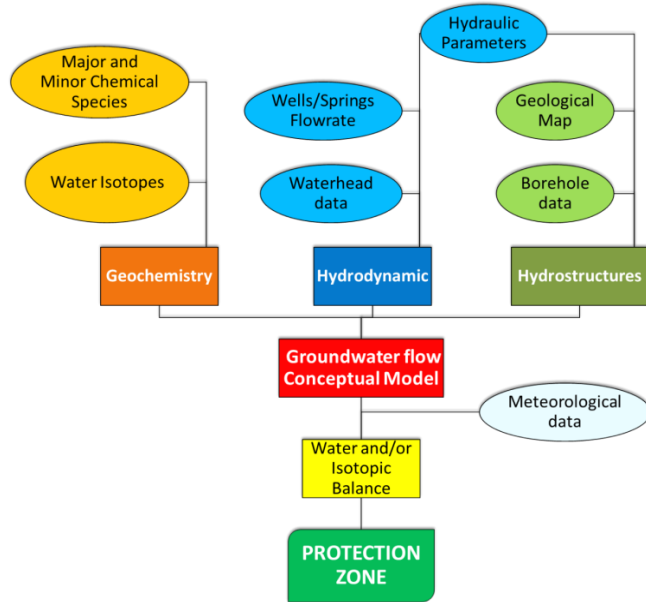 Hydraulic
Parameters
Major and
Minor Chemical
Species
Wells/Springs
Flowrate
Geological
Map
Water Isotopes
Waterhead
data
Borehole
data
Geochemistry
Hydrodynamic
Hydrostructures
Groundwater flow
Conceptual Model
Meteorological
data
Water and/or
Isotopic
Balance
PROTECTION
ZONE